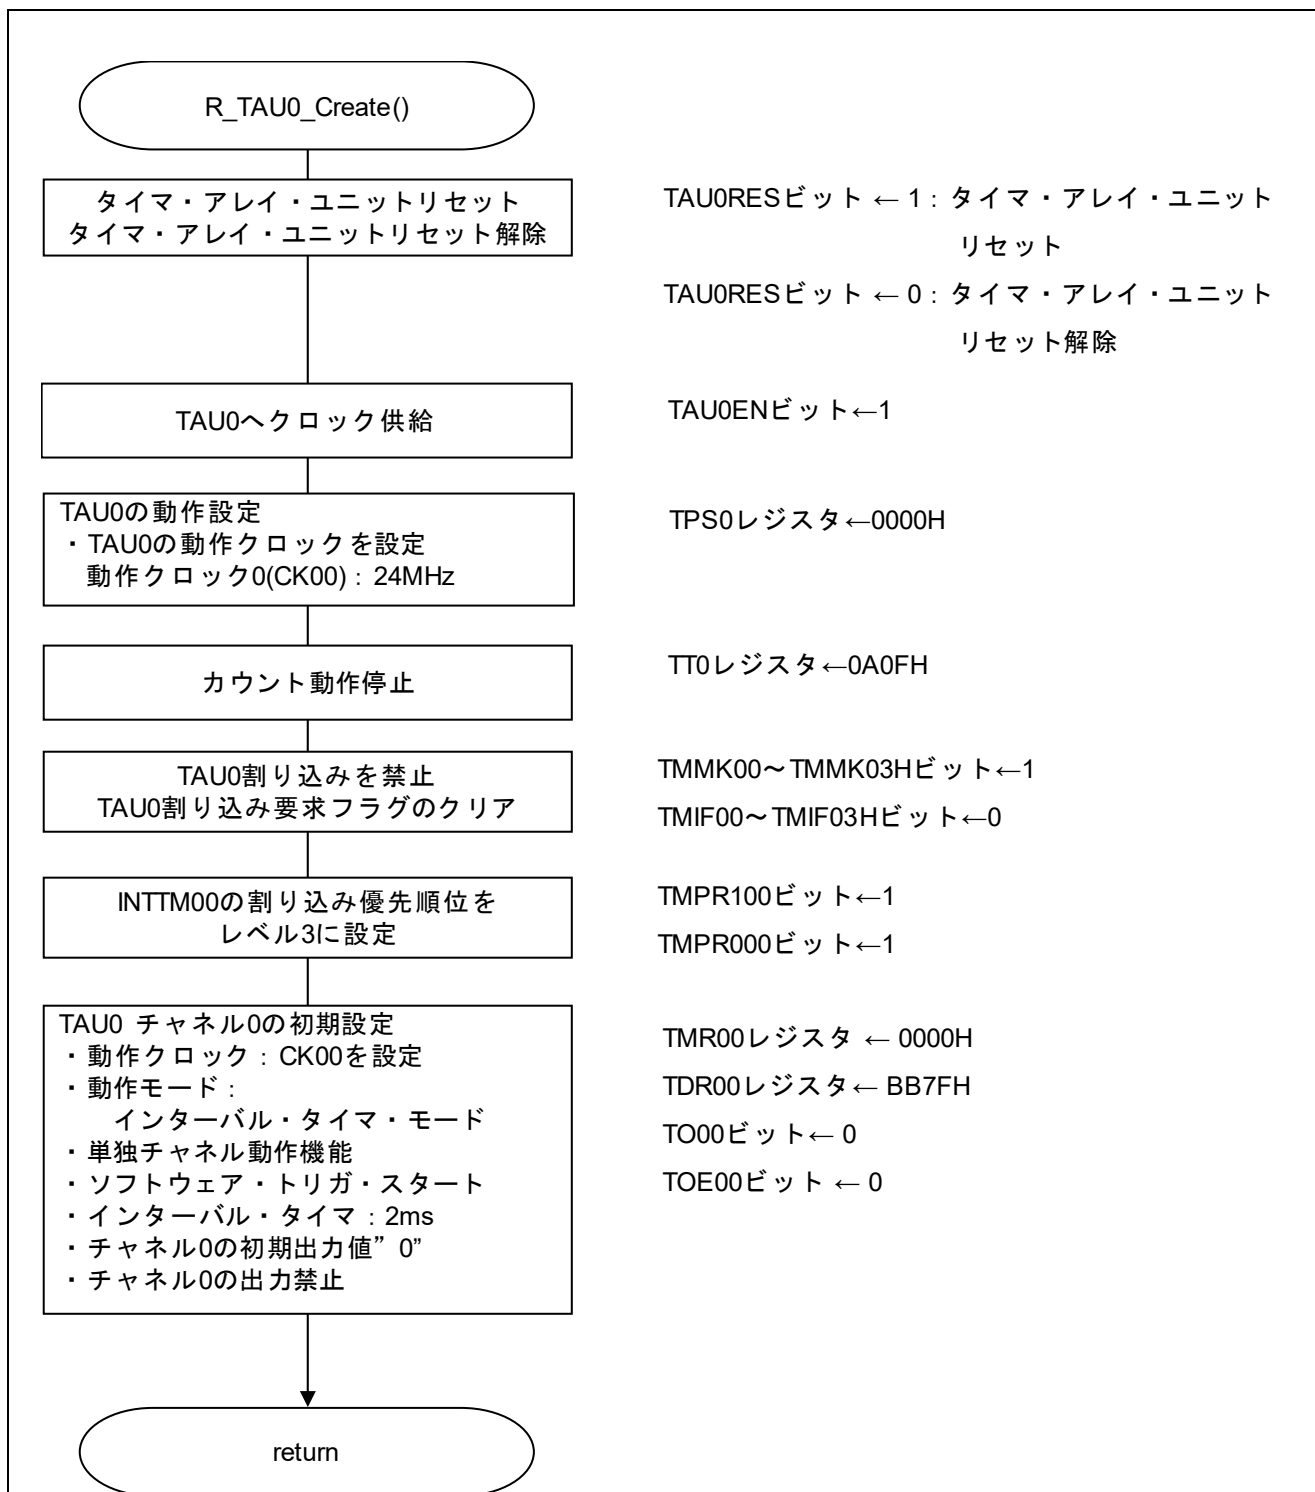 R_TAU0_Create()
タイマ・アレイ・ユニットリセット
タイマ・アレイ・ユニットリセット解除
TAU0RESビット ← 1：タイマ・アレイ・ユニット
リセット
TAU0RESビット ← 0：タイマ・アレイ・ユニット
リセット解除
TAU0へクロック供給
TAU0ENビット←1
TAU0の動作設定
・TAU0の動作クロックを設定
動作クロック0(CK00)：24MHz
TPS0レジスタ←0000H
カウント動作停止
TT0レジスタ←0A0FH
TAU0割り込みを禁止
TAU0割り込み要求フラグのクリア
TMMK00～TMMK03Hビット←1
TMIF00～TMIF03Hビット←0
INTTM00の割り込み優先順位を
レベル3に設定
TMPR100ビット←1
TMPR000ビット←1
TAU0 チャネル0の初期設定
・動作クロック：CK00を設定
・動作モード：
インターバル・タイマ・モード
・単独チャネル動作機能
・ソフトウェア・トリガ・スタート
・インターバル・タイマ：2ms
・チャネル0の初期出力値”0”
・チャネル0の出力禁止
TMR00レジスタ ← 0000H
TDR00レジスタ← BB7FH
TO00ビット← 0
TOE00ビット ← 0
return